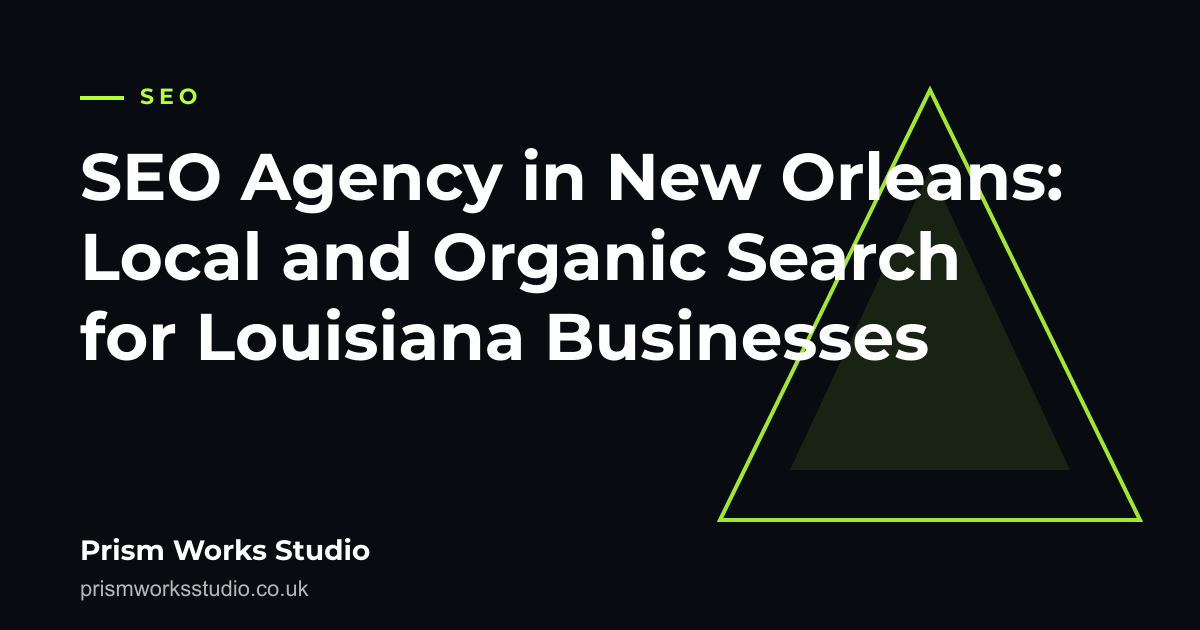 SEO
SEO Agency in New Orleans:
Local and Organic Search
for Louisiana Businesses
Prism Works Studio
prismworksstudio.co.uk